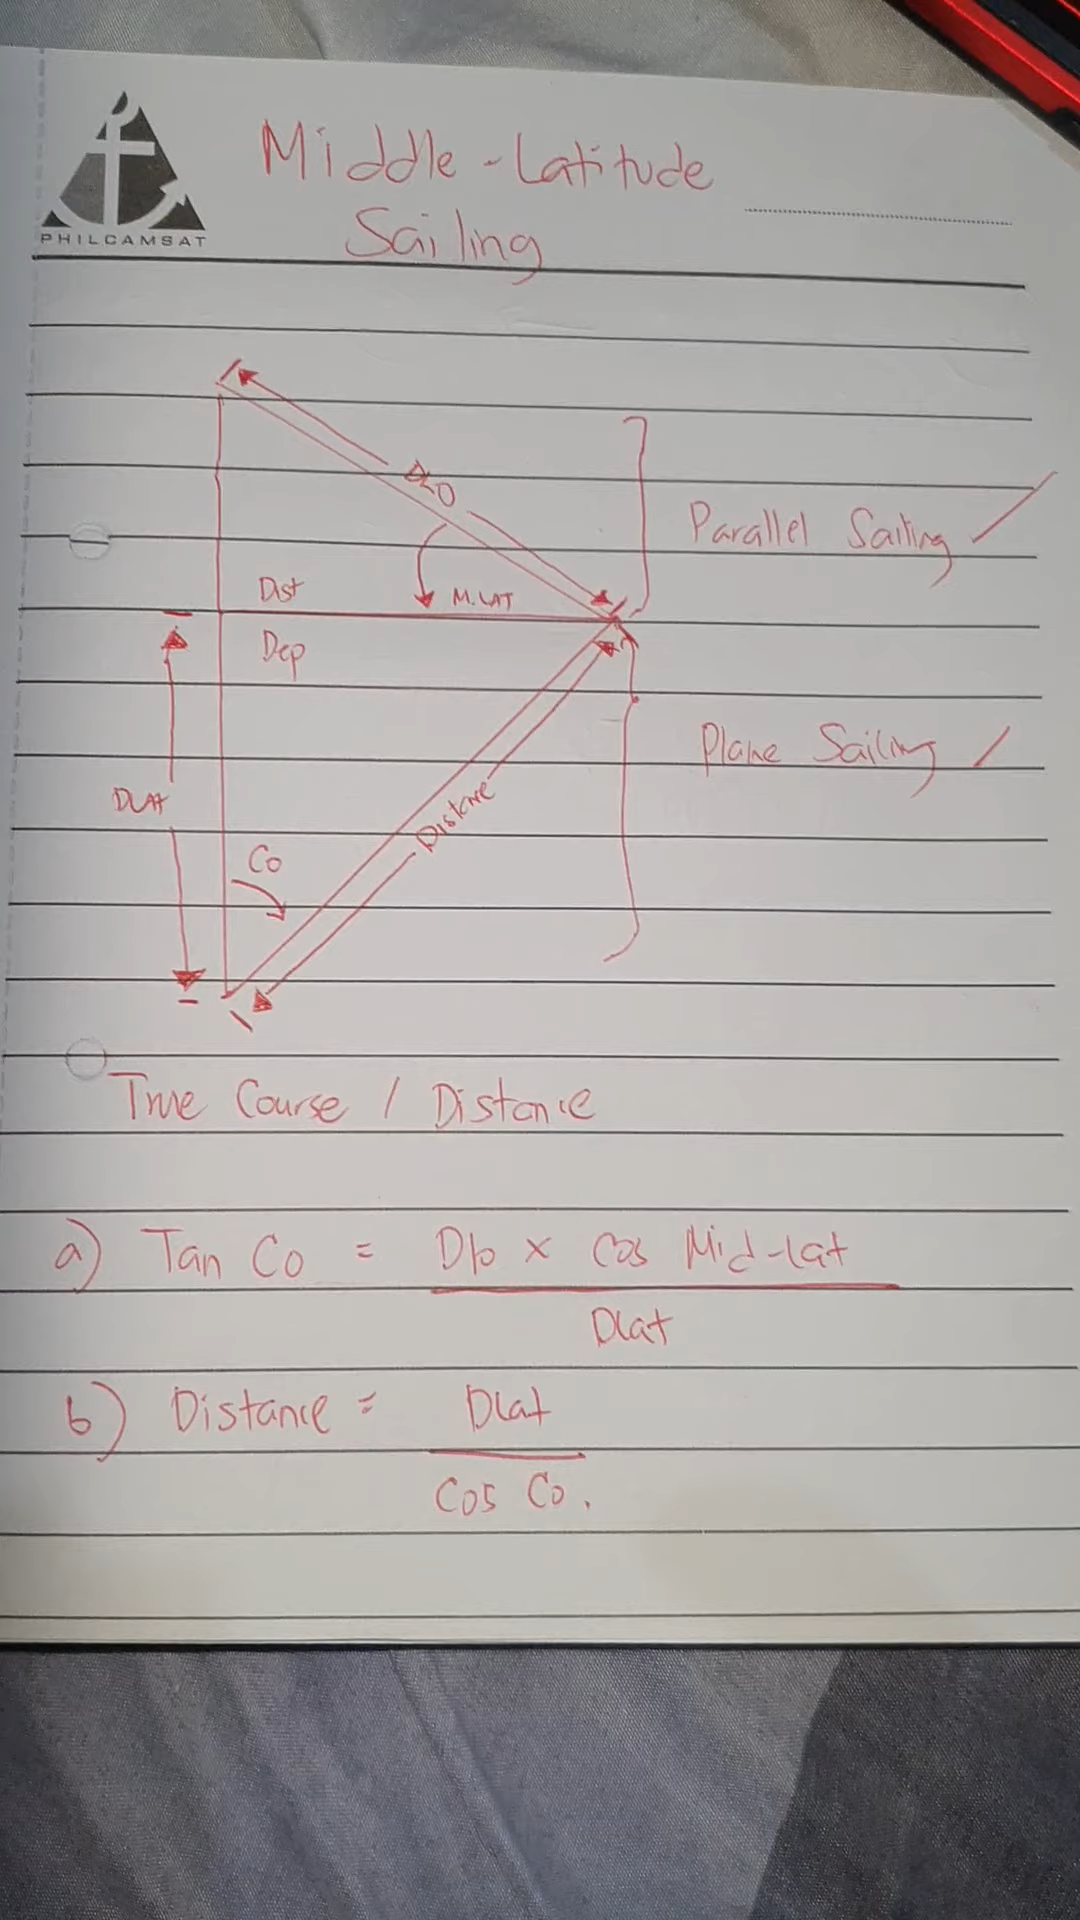 Middle-Latitude
Sailing
PHILCAMSAT
DLO
Parallel Sailing
Dist
M.LAT
Dep
Plane Sailing
DLAT
Distance
Co
True Course / Distance
a) Tan Co = Dlo x Cos Mid-lat
Dlat
b) Distance = Dlat
Cos Co.